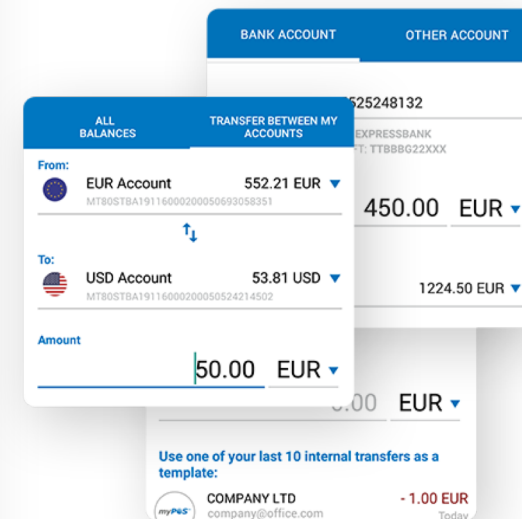 BANK ACCOUNT OTHER ACCOUNT
525248132
EXPRESSBANK
FT: TTBBBG22XXX
450.00 EUR
1224.50 EUR
ALL BALANCES
TRANSFER BETWEEN MY ACCOUNTS
From:
EUR Account 552.21 EUR
MT80STBA19116000200050693058351
To:
USD Account 53.81 USD
MT80STBA19116000200050524214502
Amount
50.00 EUR
0.00 EUR
Use one of your last 10 internal transfers as a
template:
myPOS
COMPANY LTD - 1.00 EUR
company@office.com Today